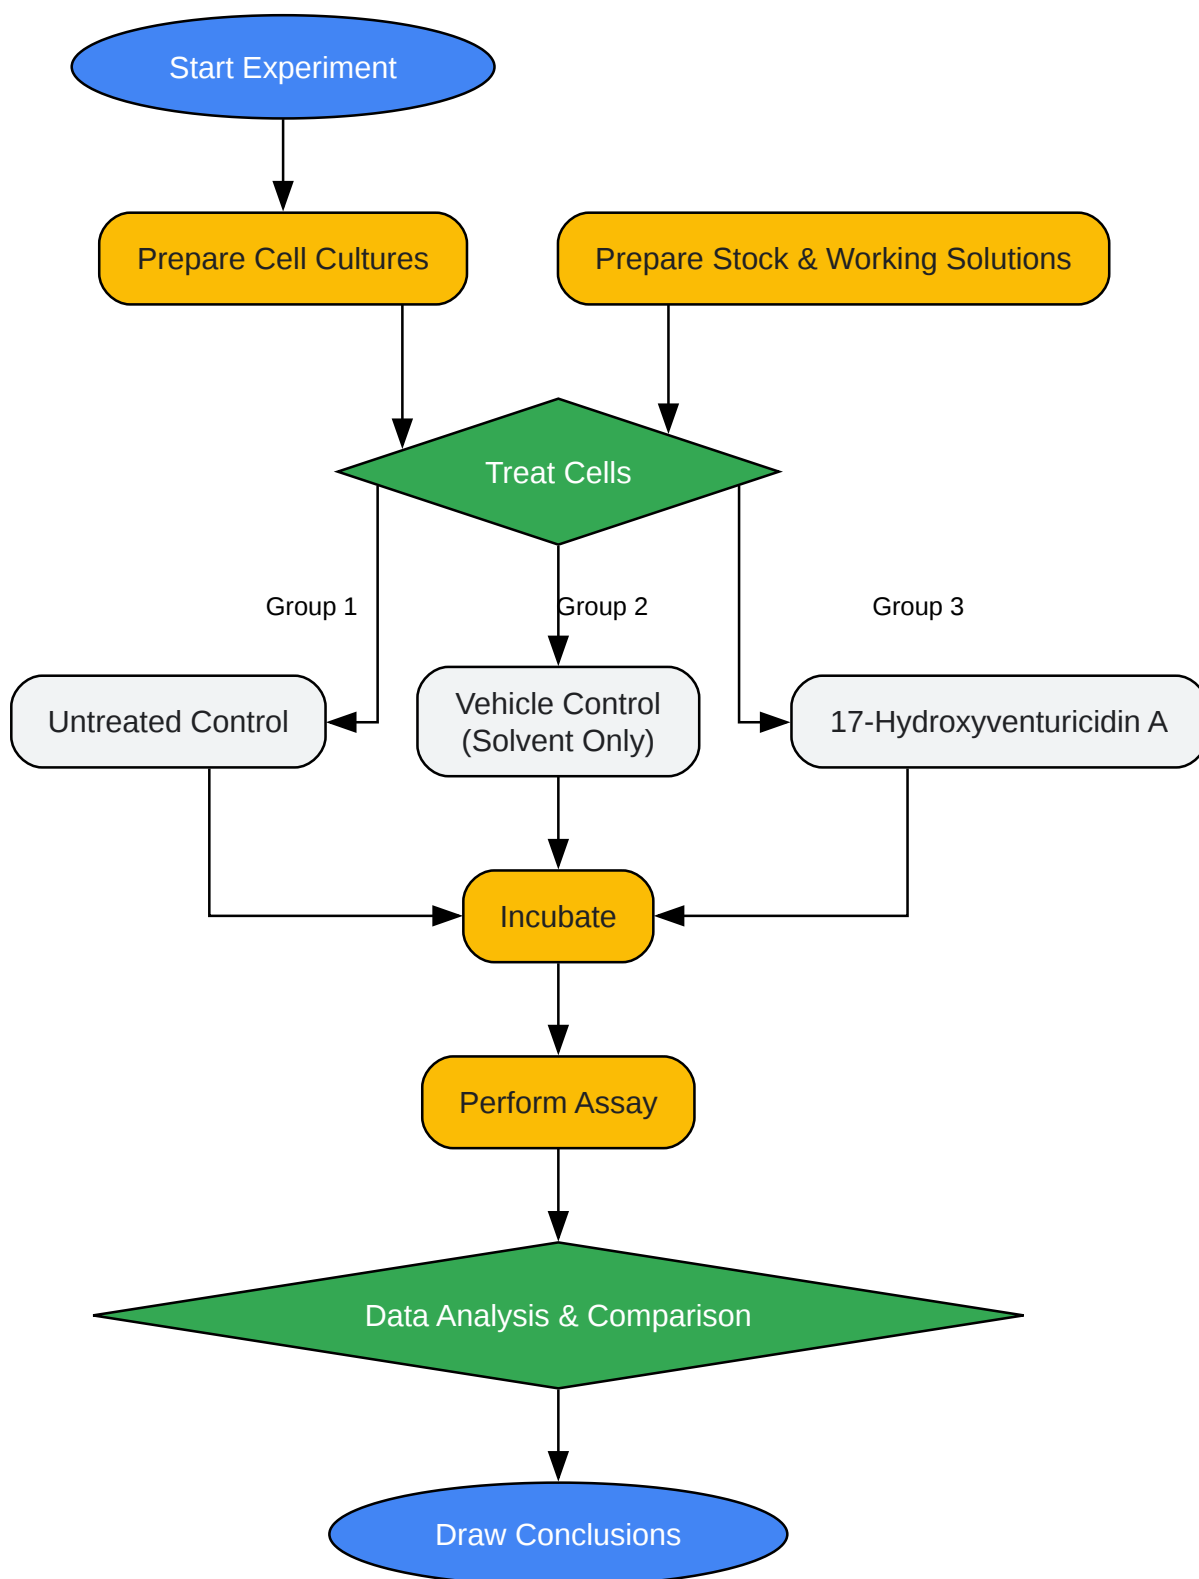 Start Experiment
Prepare Cell Cultures
Prepare Stock & Working Solutions
Treat Cells
Group 1
Group 2
Group 3
Untreated Control
Vehicle Control
(Solvent Only)
17-Hydroxyventuricidin A
Incubate
Perform Assay
Data Analysis & Comparison
Draw Conclusions